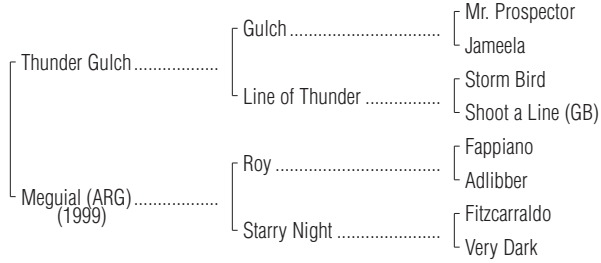 Mr. Prospector
Gulch
Jameela
Thunder Gulch
Storm Bird
Line of Thunder
Shoot a Line (GB)
Fappiano
Roy
Adlibber
Meguial (ARG)
(1999)
Fitzcarraldo
Starry Night
Very Dark